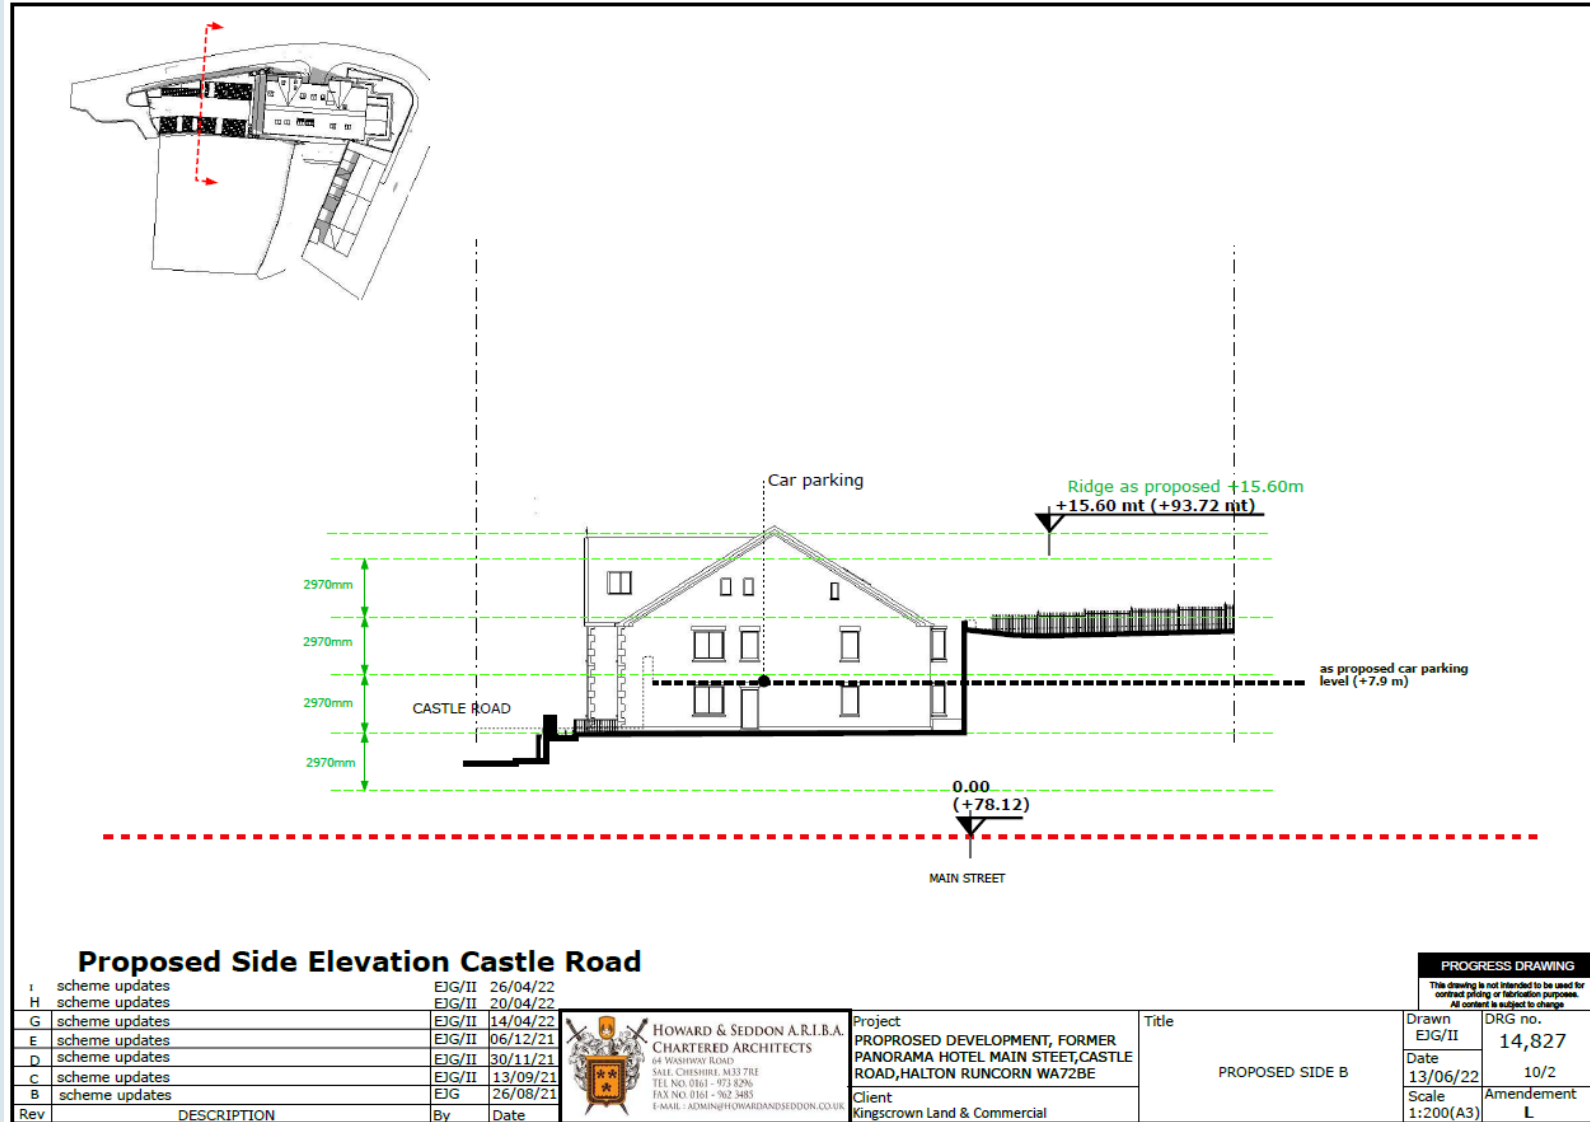 Car parking
Ridge as proposed +15.60m
+15.60 mt (+93.72 mt)
2970mm
2970mm
2970mm
2970mm
CASTLE ROAD
as proposed car parking
level (+7.9 m)
0.00
(+78.12)
MAIN STREET
Proposed Side Elevation Castle Road
I scheme updates EJG/II 26/04/22
H scheme updates EJG/II 20/04/22
G scheme updates EJG/II 14/04/22
E scheme updates EJG/II 06/12/21
D scheme updates EJG/II 30/11/21
C scheme updates EJG/II 13/09/21
B scheme updates EJG 26/08/21
Rev DESCRIPTION By Date
HOWARD & SEDDON A.R.I.B.A.
CHARTERED ARCHITECTS
64 WASHWAY ROAD
SALE, CHESHIRE, M33 7RE
TEL NO. 0161 - 973 8296
FAX NO. 0161 - 962 3485
E-MAIL : ADMIN@HOWARDANDSEDDON.CO.UK
Project
PROPROSED DEVELOPMENT, FORMER
PANORAMA HOTEL MAIN STEET,CASTLE
ROAD,HALTON RUNCORN WA72BE
Client
Kingscrown Land & Commercial
Title
PROPOSED SIDE B
PROGRESS DRAWING
This drawing is not intended to be used for
contract pricing or fabrication purposes.
All content is subject to change
Drawn
EJG/II
DRG no.
14,827
Date
13/06/22
10/2
Scale
1:200(A3)
Amendement
L